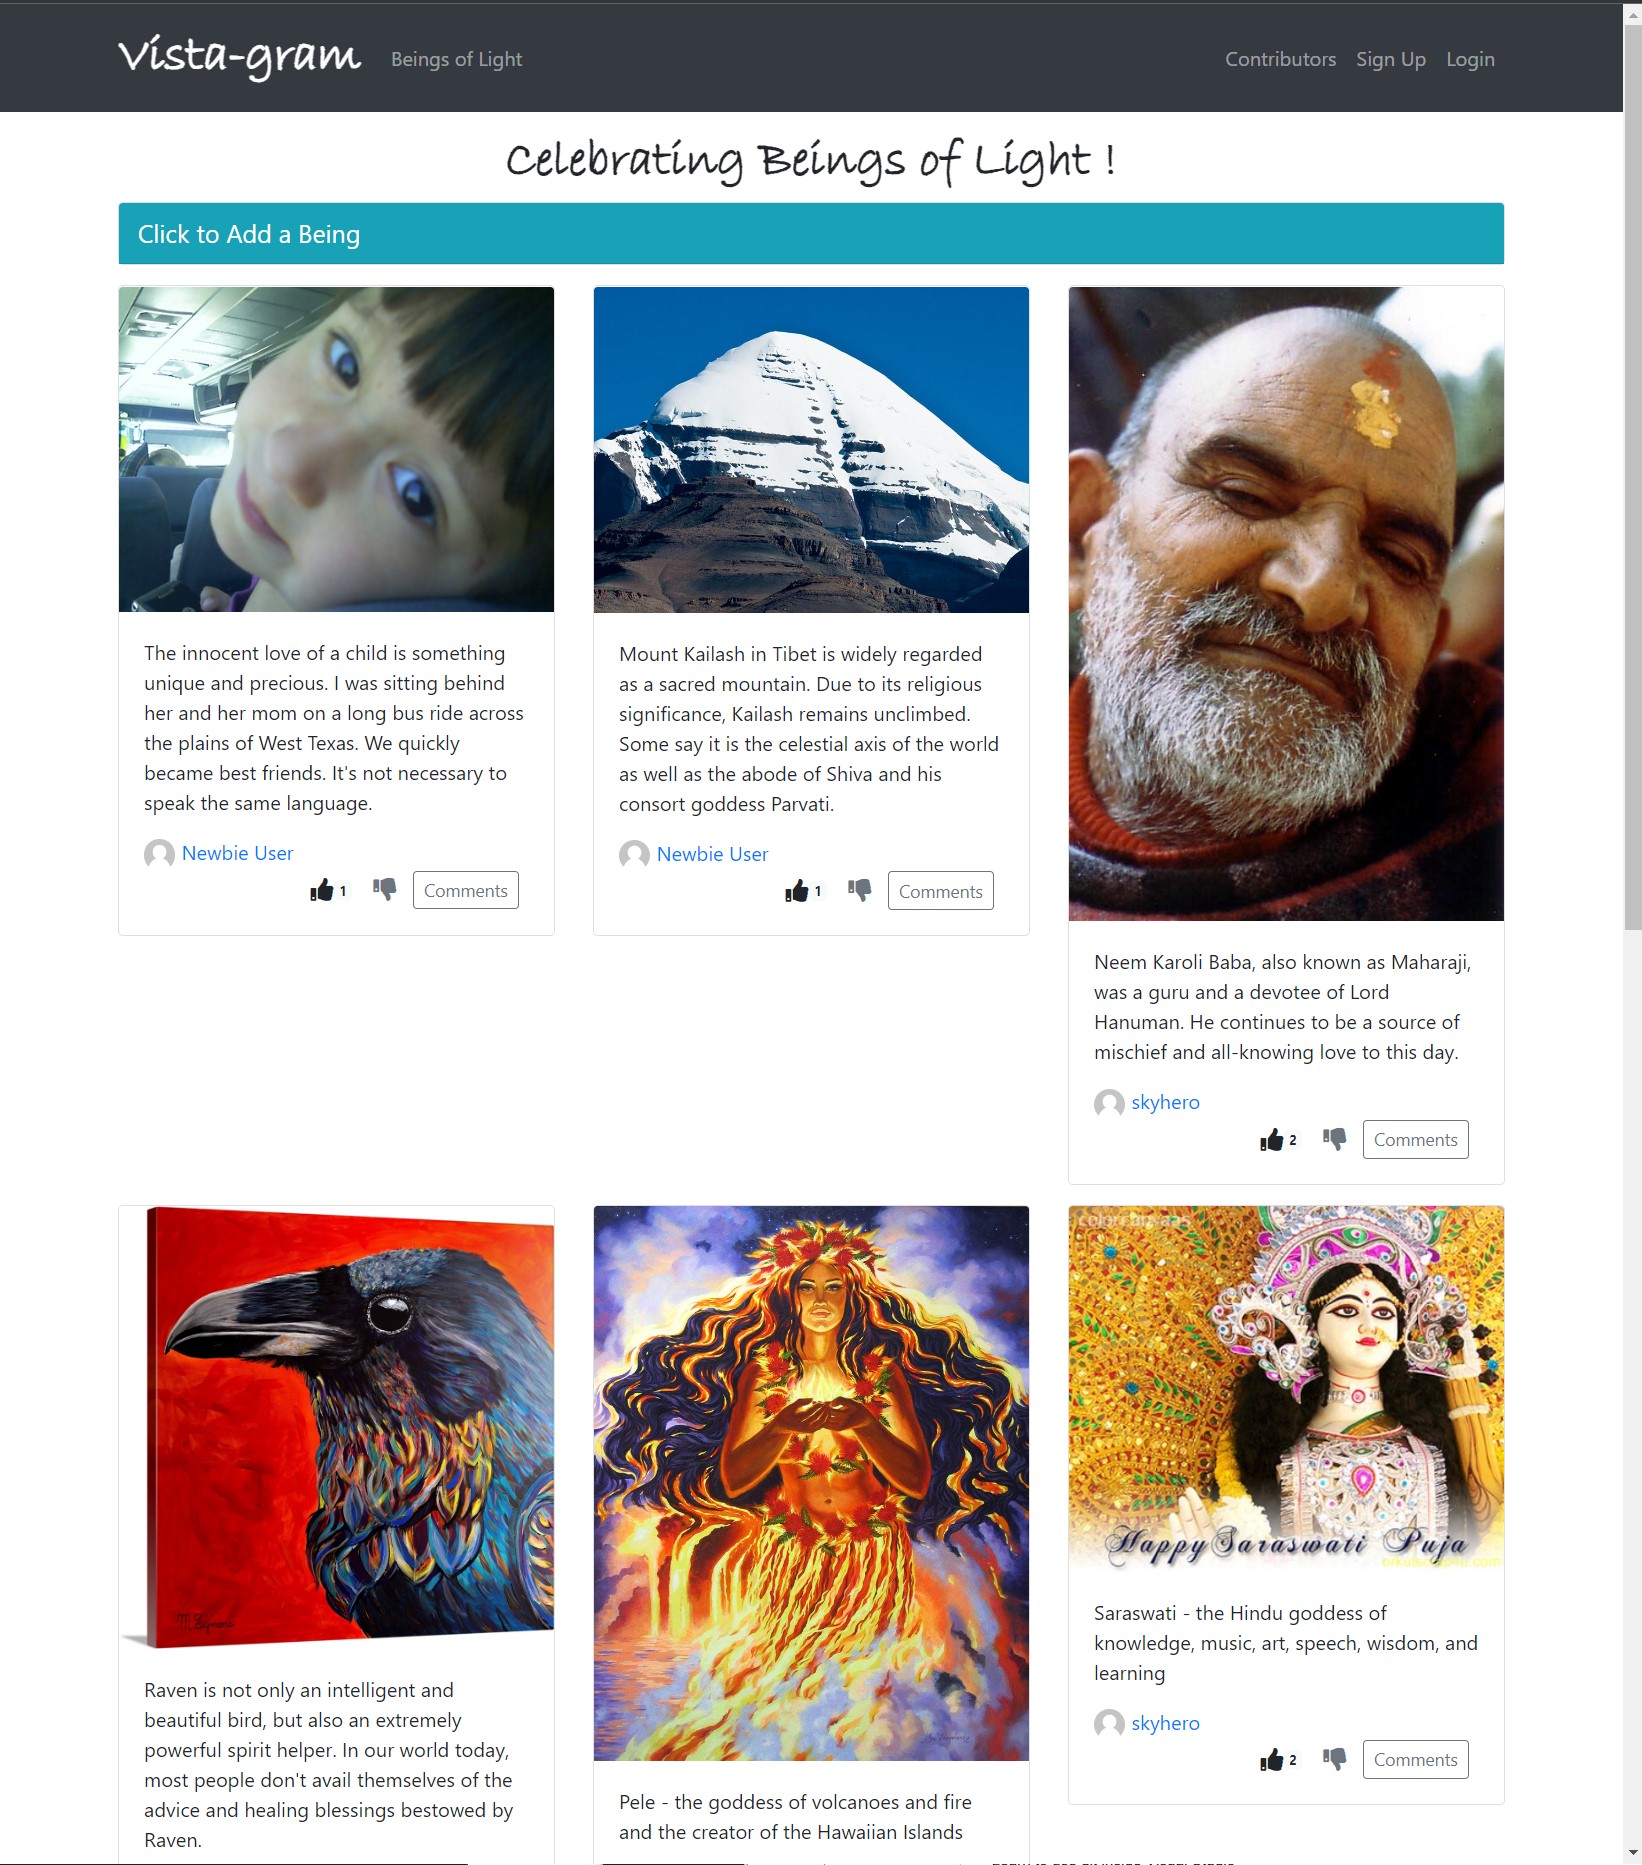 Vista-gram Beings of Light Contributors Sign Up Login
Celebrating Beings of Light !
Click to Add a Being
The innocent love of a child is something
unique and precious. I was sitting behind
her and her mom on a long bus ride across
the plains of West Texas. We quickly
became best friends. It's not necessary to
speak the same language.
Newbie User
1 Comments
Mount Kailash in Tibet is widely regarded
as a sacred mountain. Due to its religious
significance, Kailash remains unclimbed.
Some say it is the celestial axis of the world
as well as the abode of Shiva and his
consort goddess Parvati.
Newbie User
1 Comments
Neem Karoli Baba, also known as Maharaji,
was a guru and a devotee of Lord
Hanuman. He continues to be a source of
mischief and all-knowing love to this day.
skyhero
2 Comments
Raven is not only an intelligent and
beautiful bird, but also an extremely
powerful spirit helper. In our world today,
most people don't avail themselves of the
advice and healing blessings bestowed by
Raven.
Pele - the goddess of volcanoes and fire
and the creator of the Hawaiian Islands
Happy Saraswati Puja
Saraswati - the Hindu goddess of
knowledge, music, art, speech, wisdom, and
learning
skyhero
2 Comments